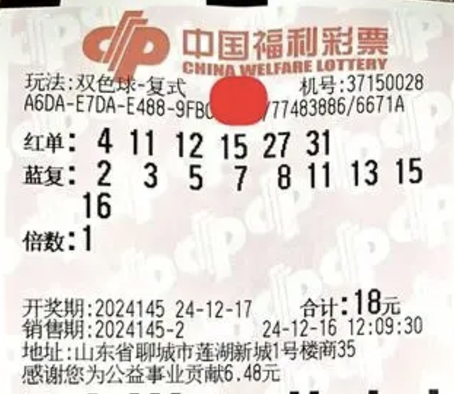 中国福利彩票
CHINA WELFARE LOTTERY
玩法:双色球-复式 机号:37150028
A6DA-E7DA-E488-9FB /77483886/6671A
红单: 4 11 12 15 27 31
蓝复: 2 3 5 7 8 11 13 15
16
倍数:1
开奖期:2024145 24-12-17 合计:18元
销售期:2024145-2 24-12-16 12:09:30
地址:山东省聊城市莲湖新城1号楼商35
感谢您为公益事业贡献6.48元